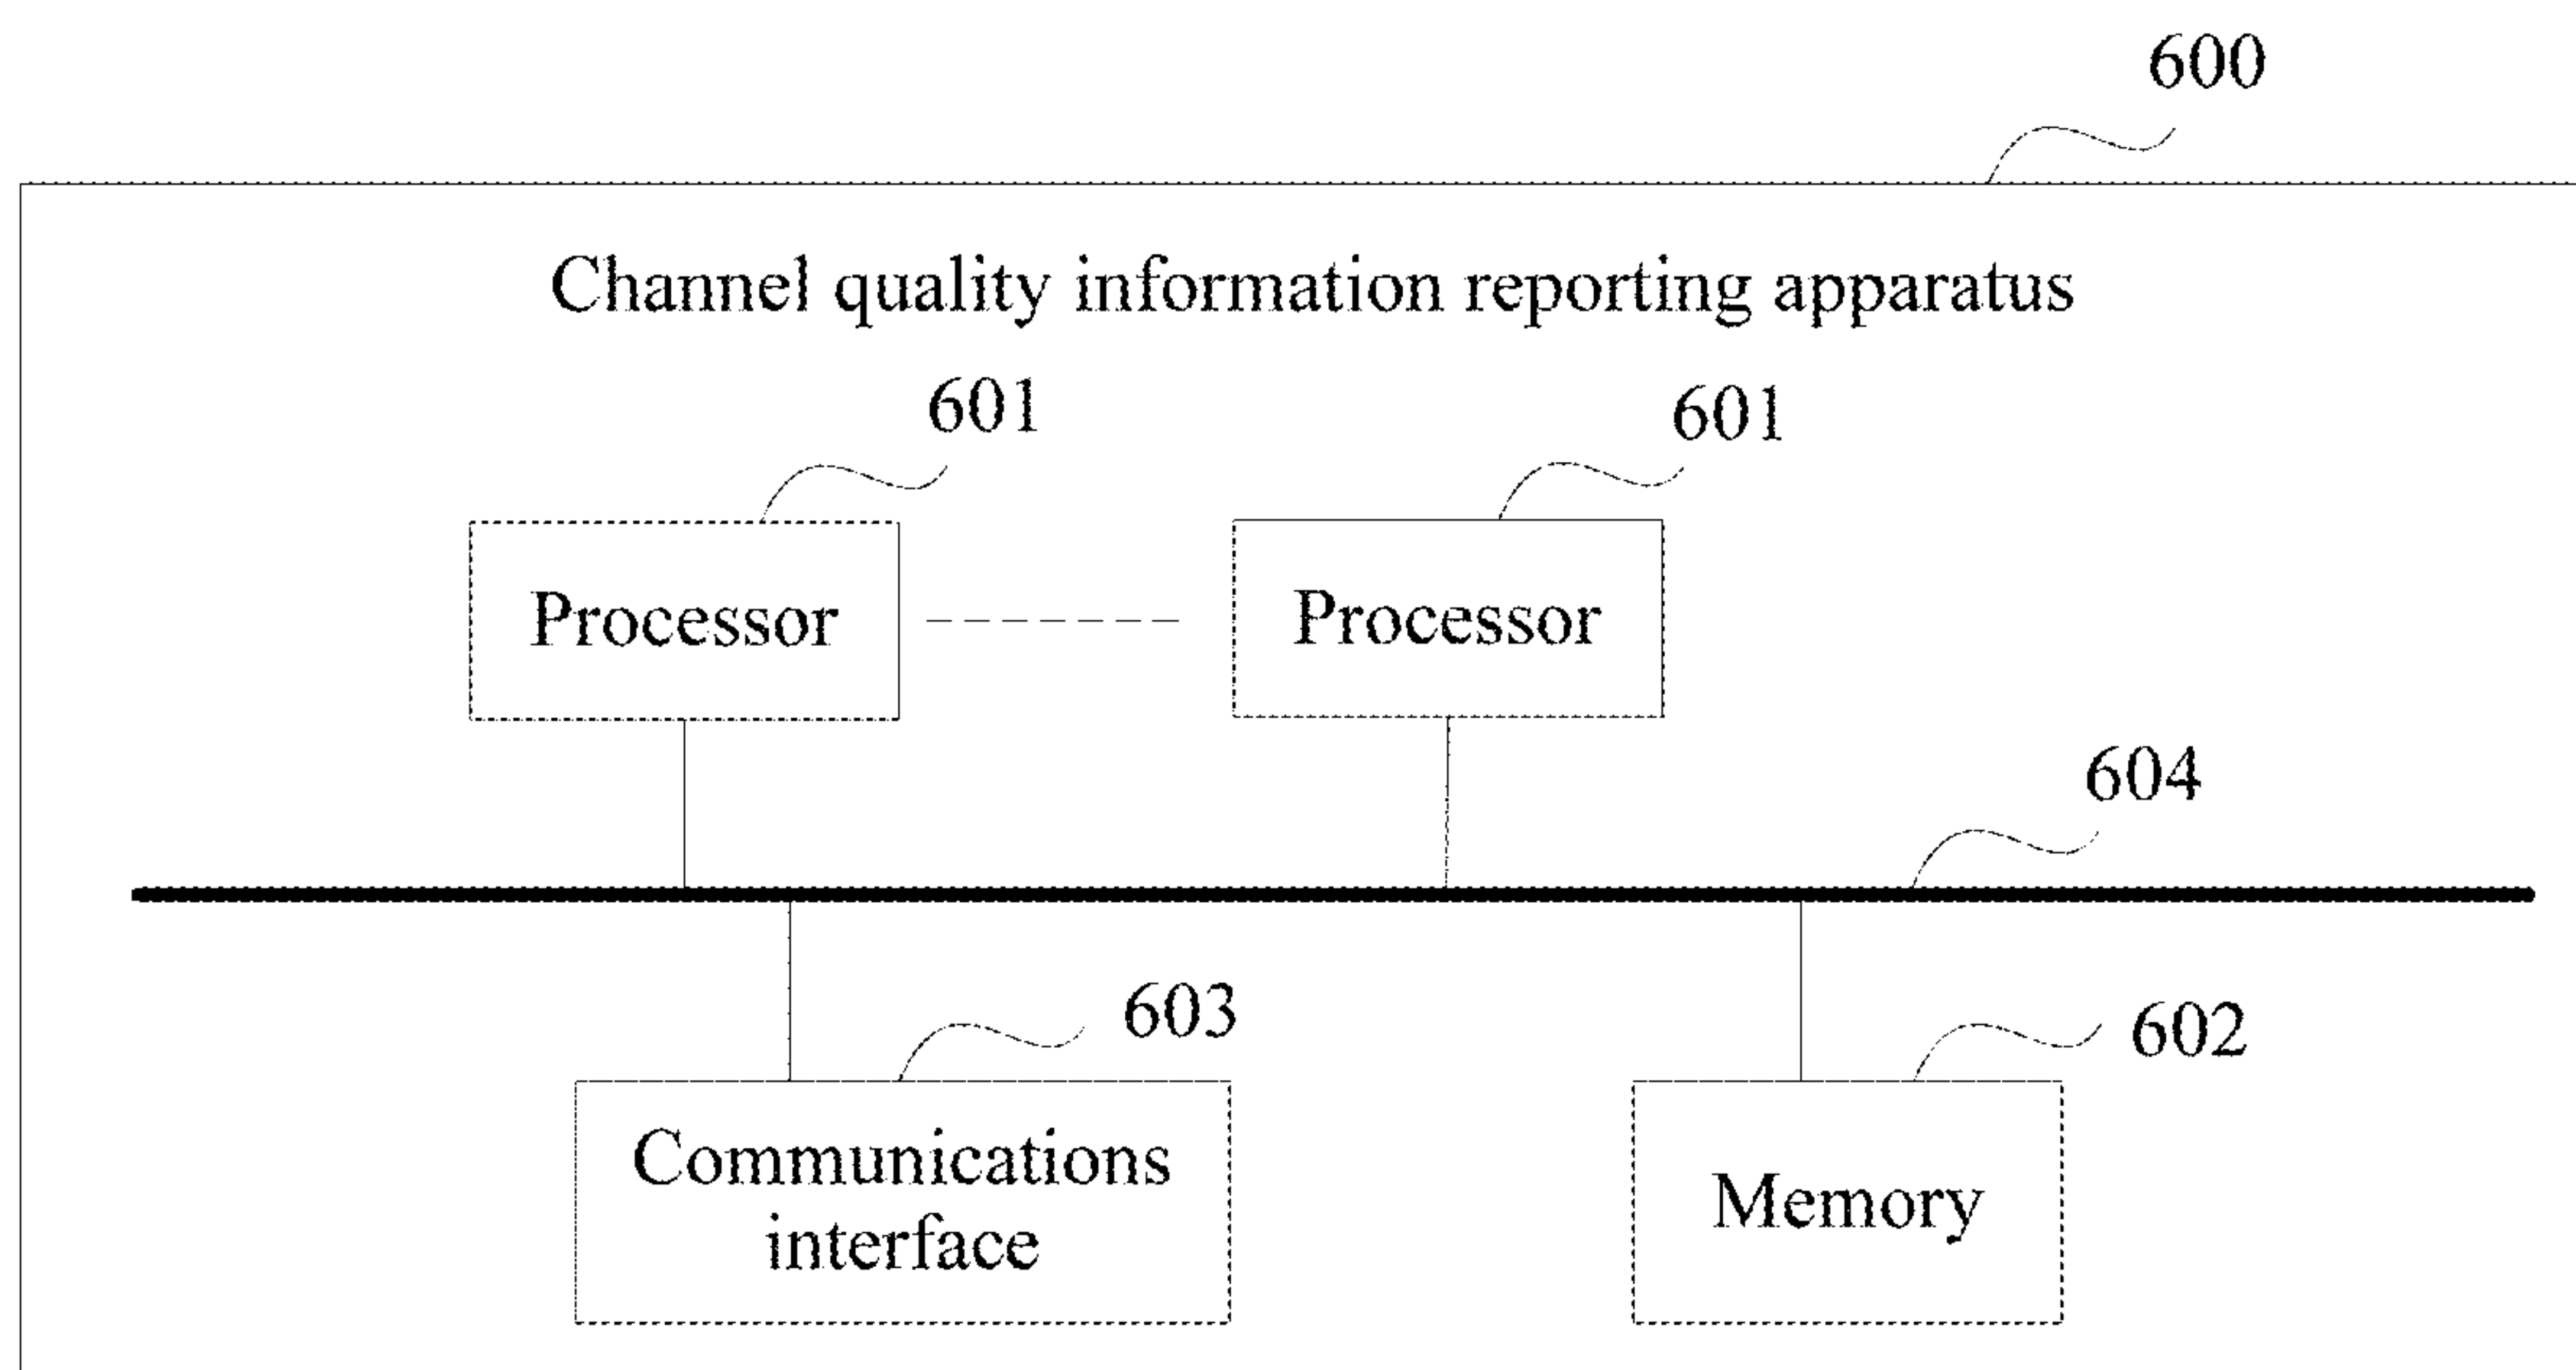 600
Channel quality information reporting apparatus
601
601
Processor
Processor
604
603
602
Communications
interface
Memory